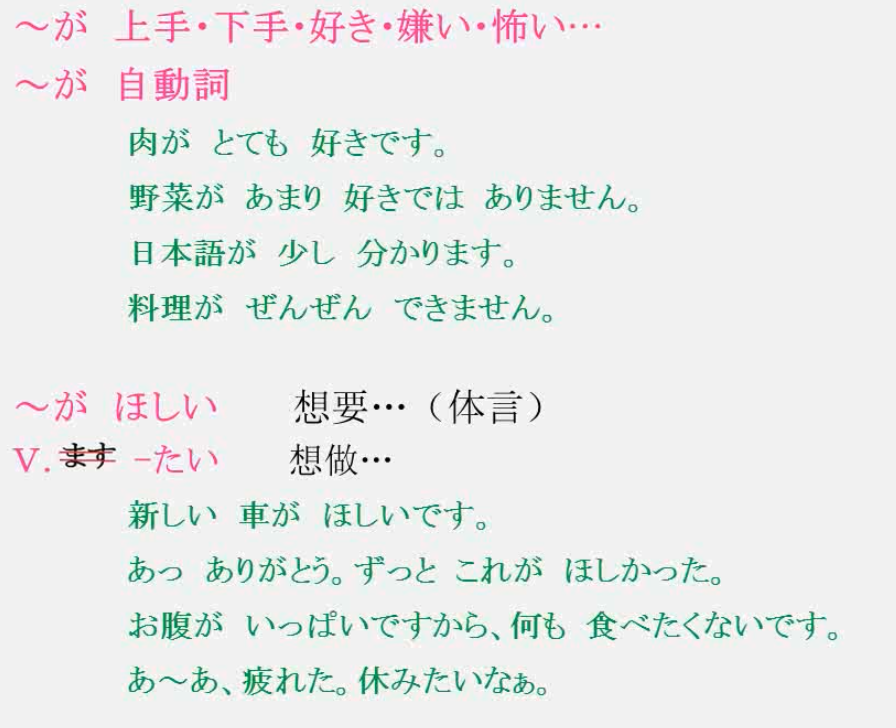 ～が 上手・下手・好き・嫌い・怖い…
～が 自動詞
肉が とても 好きです。
野菜が あまり 好きでは ありません。
日本語が 少し 分かります。
料理が ぜんぜん できません。
～が ほしい 想要…（体言）
V.ます －たい 想做…
新しい 車が ほしいです。
あっ ありがとう。ずっと これが ほしかった。
お腹が いっぱいですから、何も 食べたくないです。
あ～あ、疲れた。休みたいなぁ。